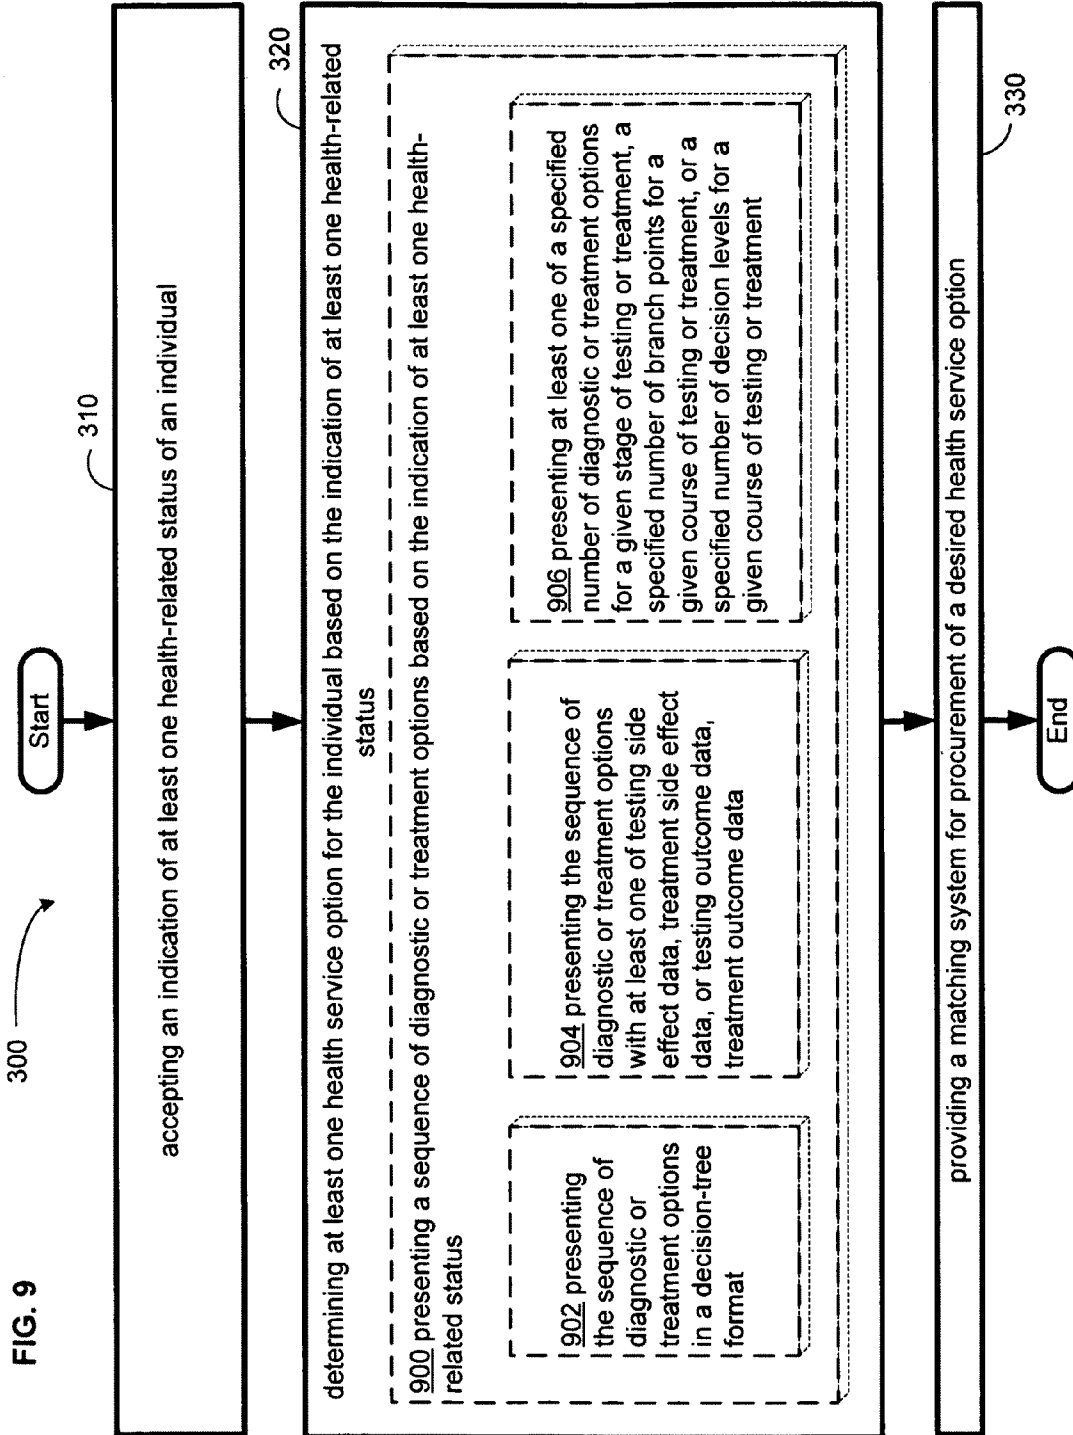 FIG. 9
300
Start
310
accepting an indication of at least one health-related status of an individual
320
determining at least one health service option for the individual based on the indication of at least one health-related
status
900 presenting a sequence of diagnostic or treatment options based on the indication of at least one health-
related status
902 presenting
the sequence of
diagnostic or
treatment options
in a decision-tree
format
904 presenting the sequence of
diagnostic or treatment options
with at least one of testing side
effect data, treatment side effect
data, or testing outcome data,
treatment outcome data
906 presenting at least one of a specified
number of diagnostic or treatment options
for a given stage of testing or treatment, a
specified number of branch points for a
given course of testing or treatment, or a
specified number of decision levels for a
given course of testing or treatment
330
providing a matching system for procurement of a desired health service option
End